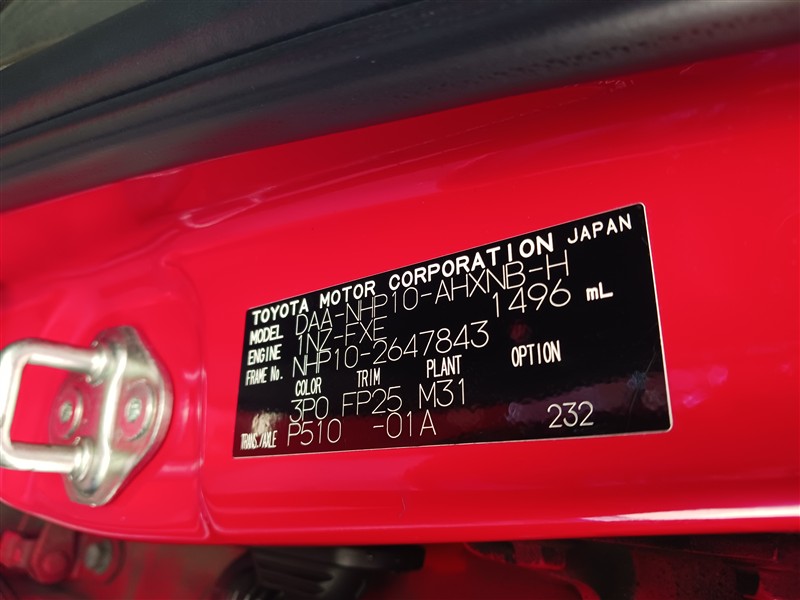 TOYOTA MOTOR CORPORATION JAPAN
MODEL DAA-NHP10-AHXNB-H
ENGINE 1NZ-FXE 1496 mL
FRAME No. NHP10-2647843
COLOR TRIM PLANT OPTION
3P0 FP25 M31
TRANS./AXLE P510 -01A 232